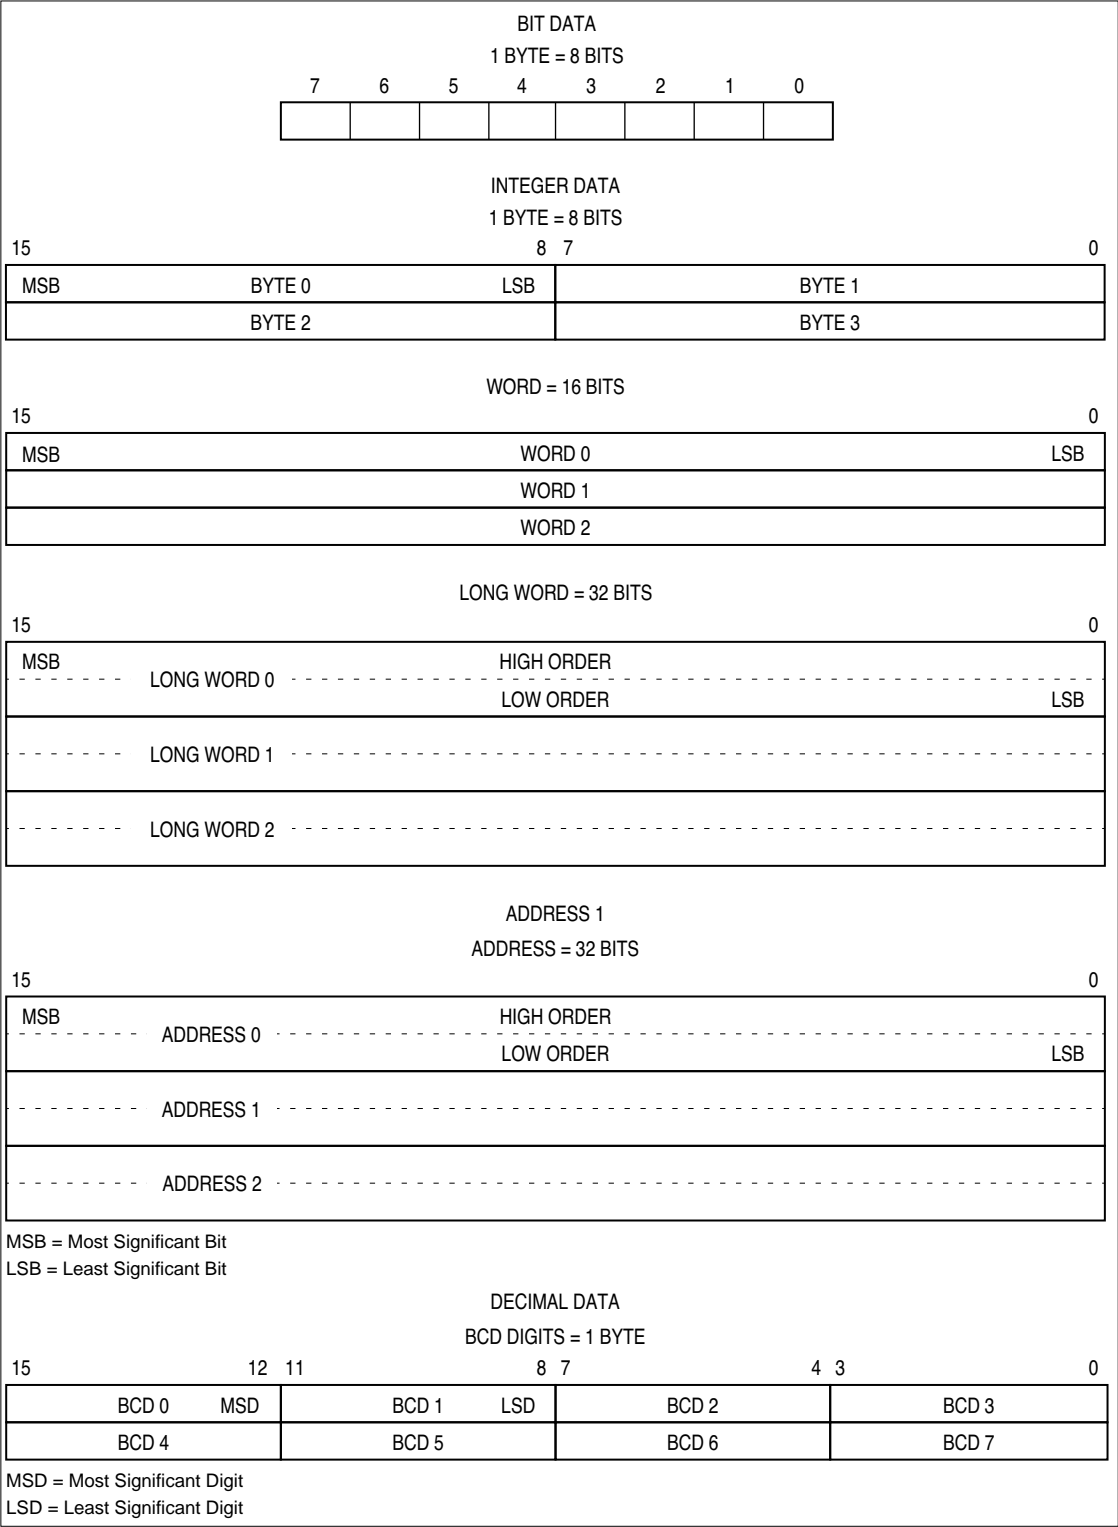 BIT DATA
1 BYTE = 8 BITS
7 6 5 4 3 2 1 0
INTEGER DATA
1 BYTE = 8 BITS
15 8 7 0
MSB BYTE 0 LSB BYTE 1
BYTE 2 BYTE 3
WORD = 16 BITS
15 0
MSB WORD 0 LSB
WORD 1
WORD 2
LONG WORD = 32 BITS
15 0
MSB HIGH ORDER
LONG WORD 0
LOW ORDER LSB
LONG WORD 1
LONG WORD 2
ADDRESS 1
ADDRESS = 32 BITS
15 0
MSB HIGH ORDER
ADDRESS 0
LOW ORDER LSB
ADDRESS 1
ADDRESS 2
MSB = Most Significant Bit
LSB = Least Significant Bit
DECIMAL DATA
BCD DIGITS = 1 BYTE
15 12 11 8 7 4 3 0
BCD 0 MSD BCD 1 LSD BCD 2 BCD 3
BCD 4 BCD 5 BCD 6 BCD 7
MSD = Most Significant Digit
LSD = Least Significant Digit